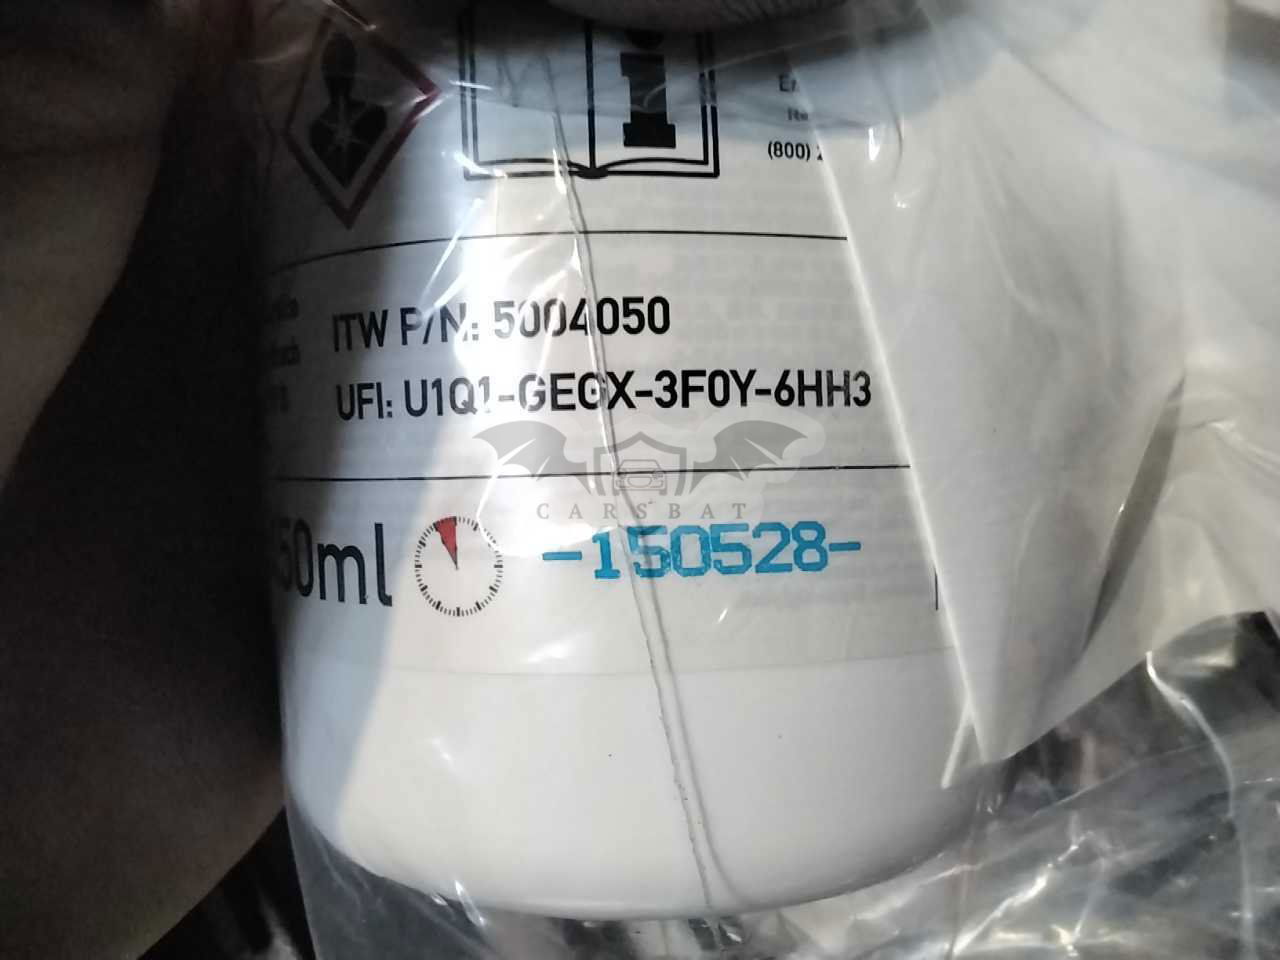 i
(800)
ITW P/N: 5004050
UFI: U1Q1-GEGX-3F0Y-6HH3
CARSBAT
50ml
-150528-